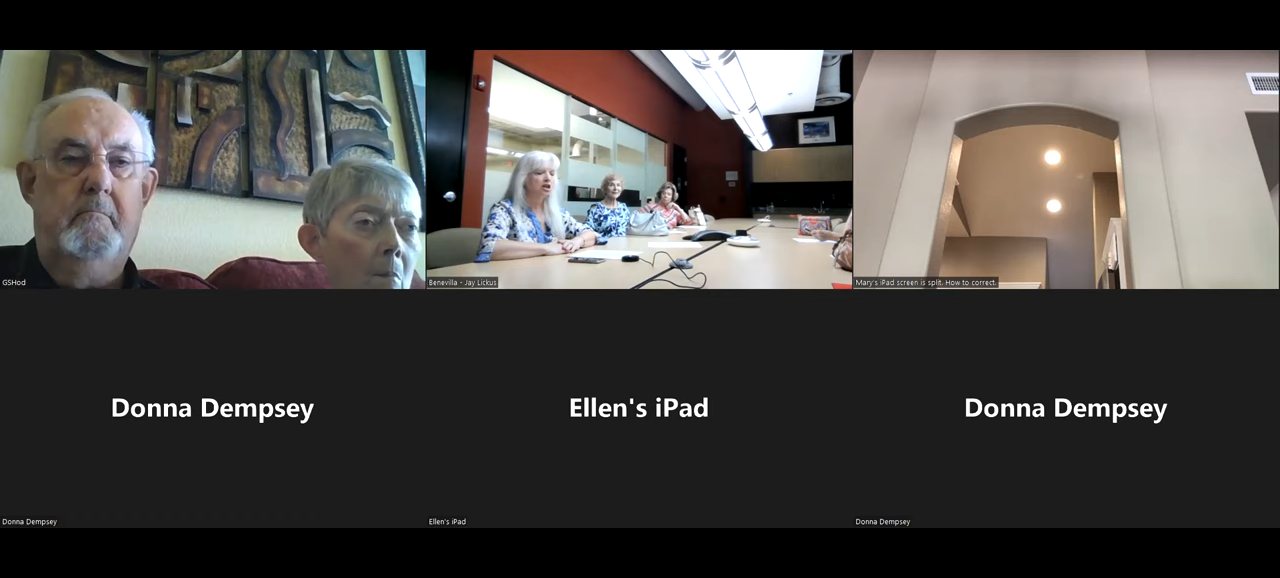 GSHod
Benevilla - Jay Lickus
Mary's iPad screen is split. How to correct.
Donna Dempsey
Ellen's iPad
Donna Dempsey
Donna Dempsey
Ellen's iPad
Donna Dempsey